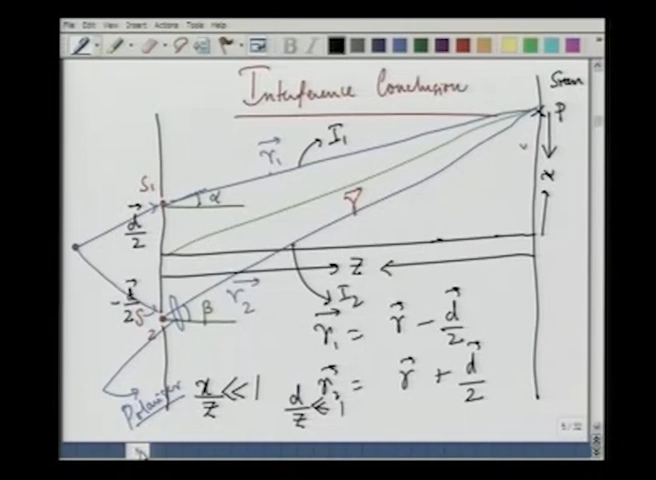 File Edit View Insert Actions Tools Help
Interference Conclusion
Screen
P
I₁
r₁
S₁
α
x
d/2
r
Z
-d/2
S₂
r₂
β
I₂
r₁ = r - d/2
r₂ = r + d/2
Polariser
x/z << 1
d/z << 1
5 / 32